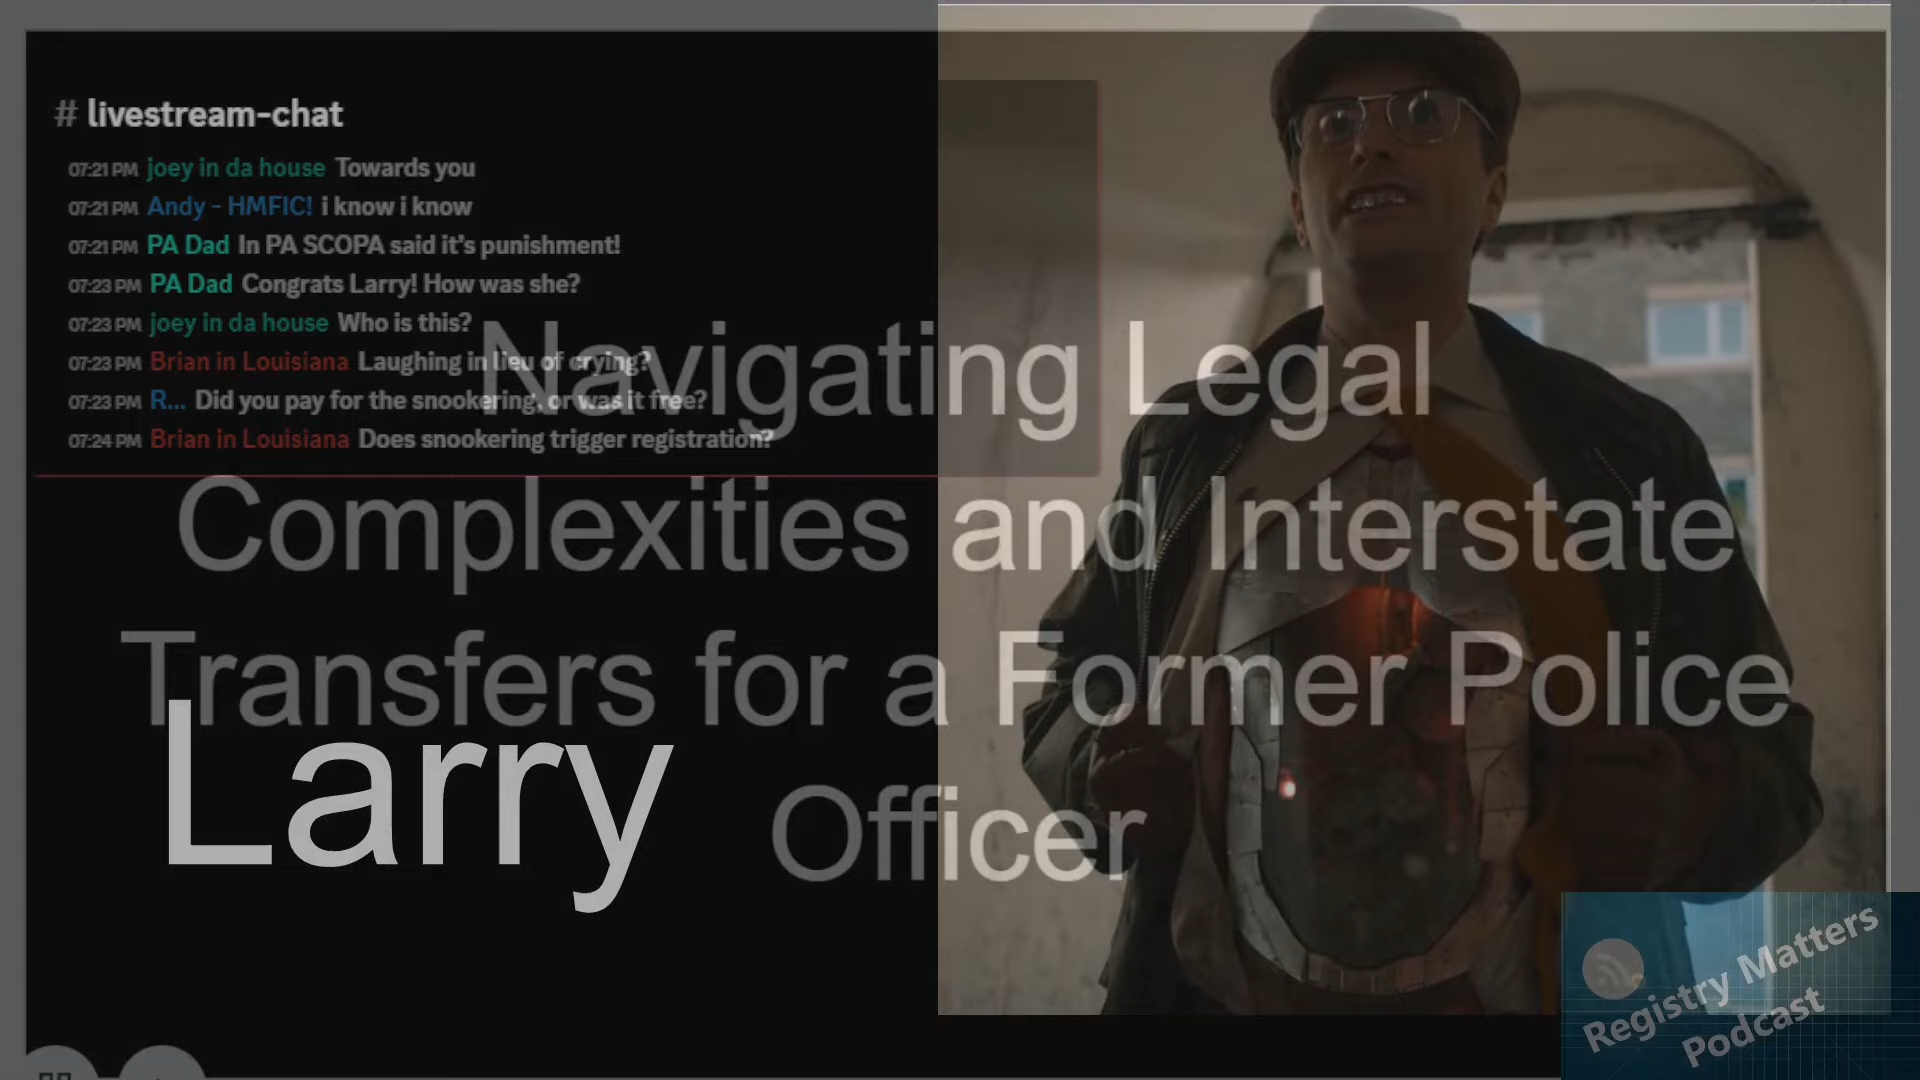 # livestream-chat
07:21 PM joey in da house Towards you
07:21 PM Andy - HMFIC! i know i know
07:21 PM PA Dad In PA SCOPA said it's punishment!
07:23 PM PA Dad Congrats Larry! How was she?
07:23 PM joey in da house Who is this?
07:23 PM Brian in Louisiana Laughing in lieu of crying?
07:23 PM R... Did you pay for the snookering, or was it free?
07:24 PM Brian in Louisiana Does snookering trigger registration?
Navigating Legal
Complexities and Interstate
Transfers for a Former Police
Officer
Larry
Registry Matters
Podcast